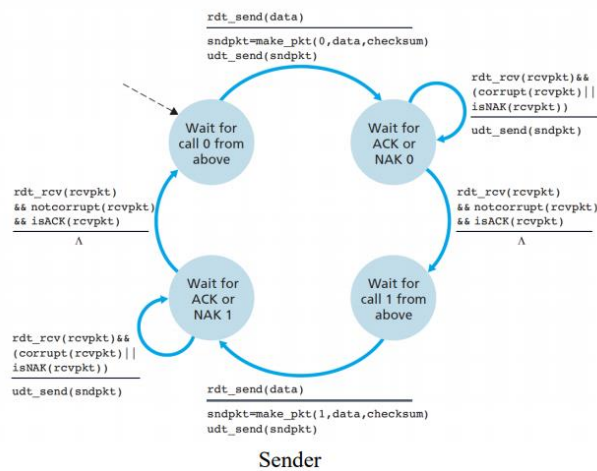 rdt_send(data)
sndpkt=make_pkt(0,data,checksum)
udt_send(sndpkt)
rdt_rcv(rcvpkt)&&
(corrupt(rcvpkt)||
isNAK(rcvpkt))
udt_send(sndpkt)
Wait for
call 0 from
above
Wait for
ACK or
NAK 0
rdt_rcv(rcvpkt)
&& notcorrupt(rcvpkt)
&& isACK(rcvpkt)
Λ
rdt_rcv(rcvpkt)
&& notcorrupt(rcvpkt)
&& isACK(rcvpkt)
Λ
Wait for
ACK or
NAK 1
Wait for
call 1 from
above
rdt_rcv(rcvpkt)&&
(corrupt(rcvpkt)||
isNAK(rcvpkt))
udt_send(sndpkt)
rdt_send(data)
sndpkt=make_pkt(1,data,checksum)
udt_send(sndpkt)
Sender